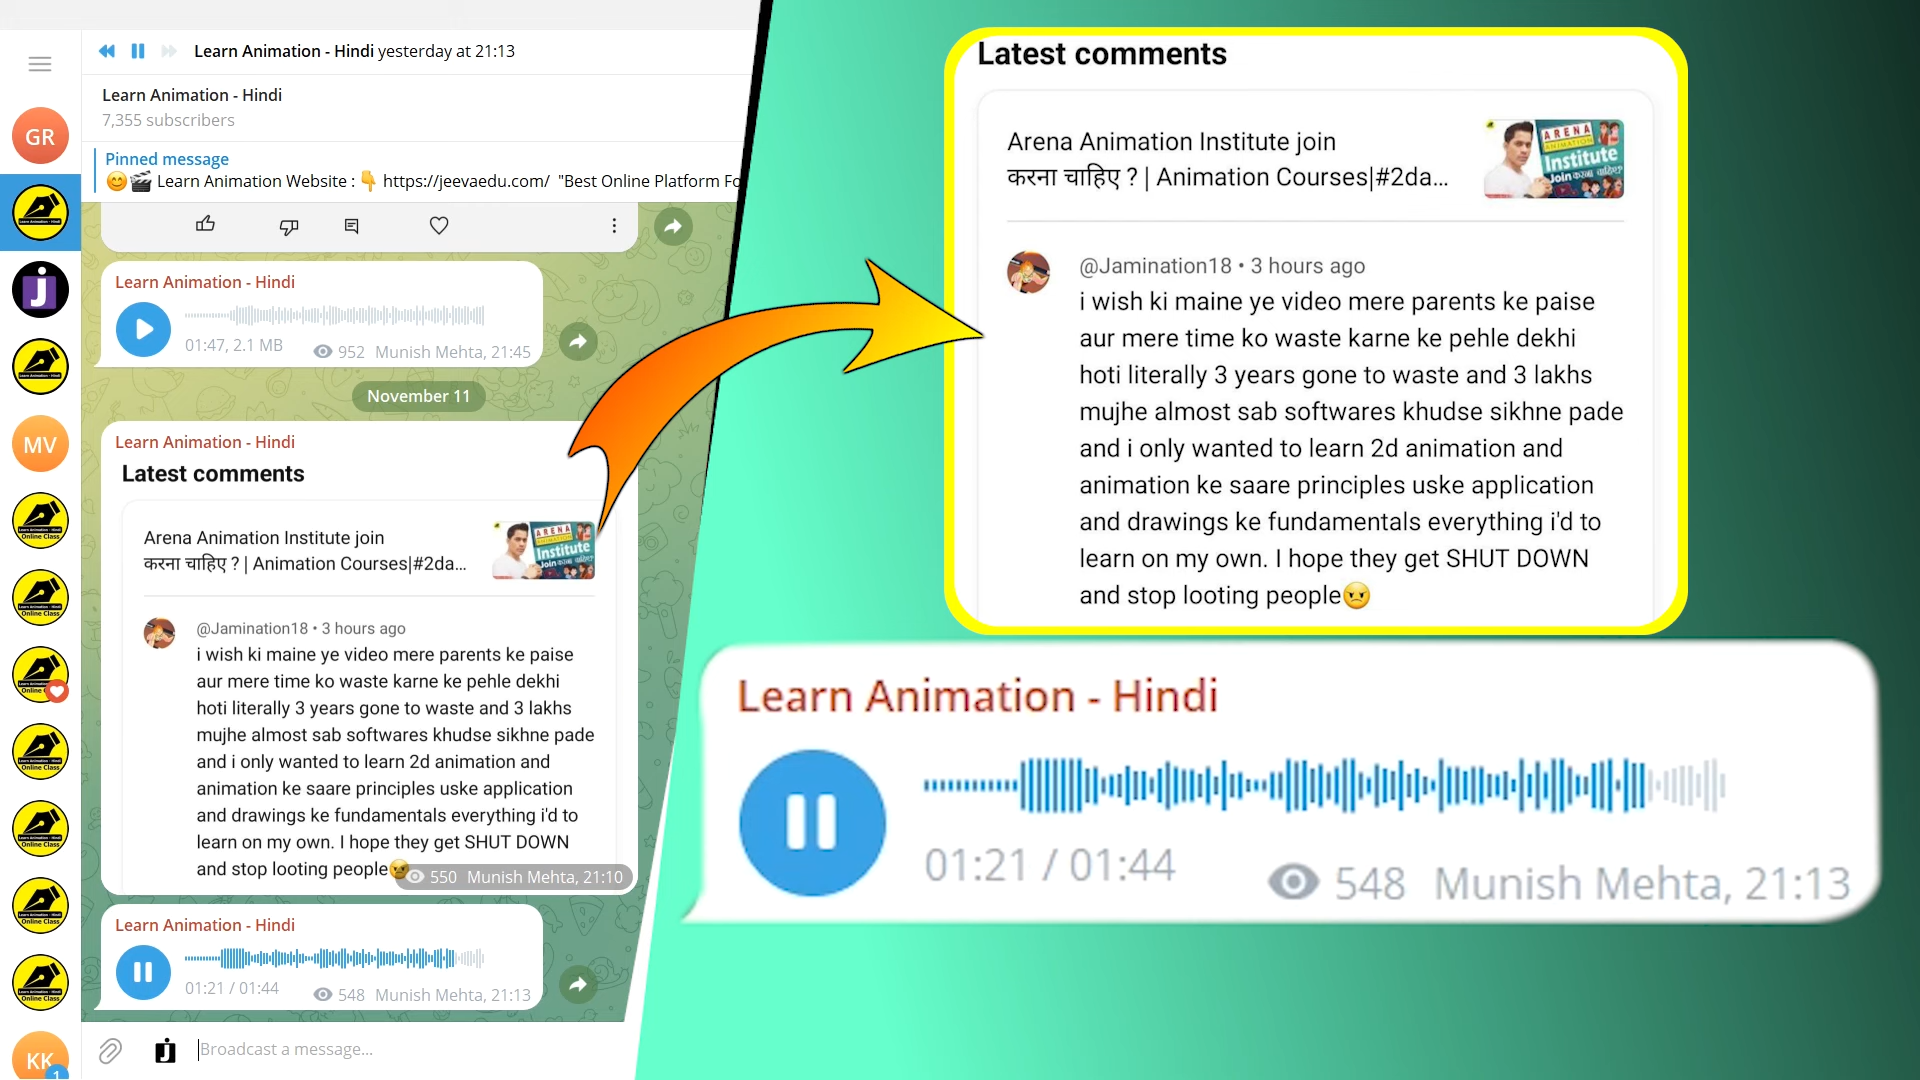 Learn Animation - Hindi yesterday at 21:13
Learn Animation - Hindi
7,355 subscribers
Pinned message
😊🎬 Learn Animation Website : 👇 https://jeevaedu.com/ "Best Online Platform Fo
GR
MV
KK
1
Learn Animation - Hindi
01:47, 2.1 MB
952 Munish Mehta, 21:45
November 11
Learn Animation - Hindi
Latest comments
Arena Animation Institute join
करना चाहिए ? | Animation Courses|#2da...
ARENA
ANIMATION
Institute
Join करना चाहिए?
@Jamination18 • 3 hours ago
i wish ki maine ye video mere parents ke paise
aur mere time ko waste karne ke pehle dekhi
hoti literally 3 years gone to waste and 3 lakhs
mujhe almost sab softwares khudse sikhne pade
and i only wanted to learn 2d animation and
animation ke saare principles uske application
and drawings ke fundamentals everything i'd to
learn on my own. I hope they get SHUT DOWN
and stop looting people😠
550 Munish Mehta, 21:10
Learn Animation - Hindi
01:21 / 01:44
548 Munish Mehta, 21:13
Broadcast a message...
Latest comments
Arena Animation Institute join
करना चाहिए ? | Animation Courses|#2da...
ARENA
ANIMATION
Institute
Join करना चाहिए?
@Jamination18 • 3 hours ago
i wish ki maine ye video mere parents ke paise
aur mere time ko waste karne ke pehle dekhi
hoti literally 3 years gone to waste and 3 lakhs
mujhe almost sab softwares khudse sikhne pade
and i only wanted to learn 2d animation and
animation ke saare principles uske application
and drawings ke fundamentals everything i'd to
learn on my own. I hope they get SHUT DOWN
and stop looting people😠
Learn Animation - Hindi
01:21 / 01:44
548 Munish Mehta, 21:13